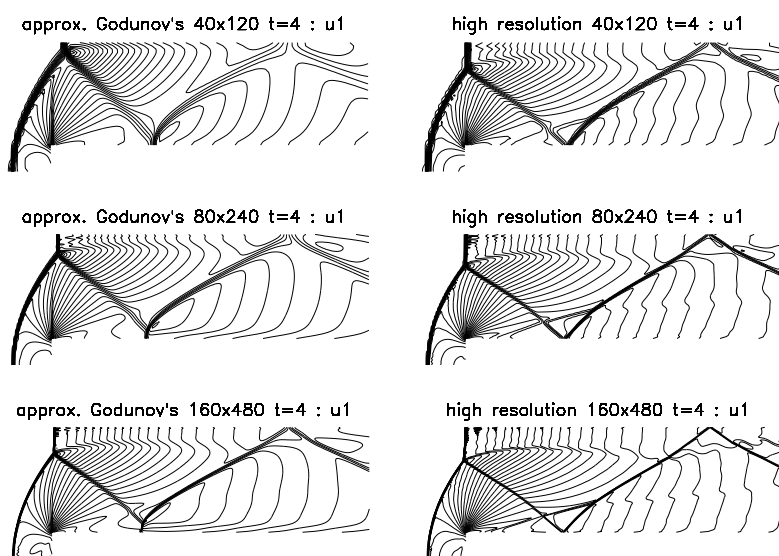 approx. Godunov's 40x120 t=4 : u1
high resolution 40x120 t=4 : u1
approx. Godunov's 80x240 t=4 : u1
high resolution 80x240 t=4 : u1
approx. Godunov's 160x480 t=4 : u1
high resolution 160x480 t=4 : u1